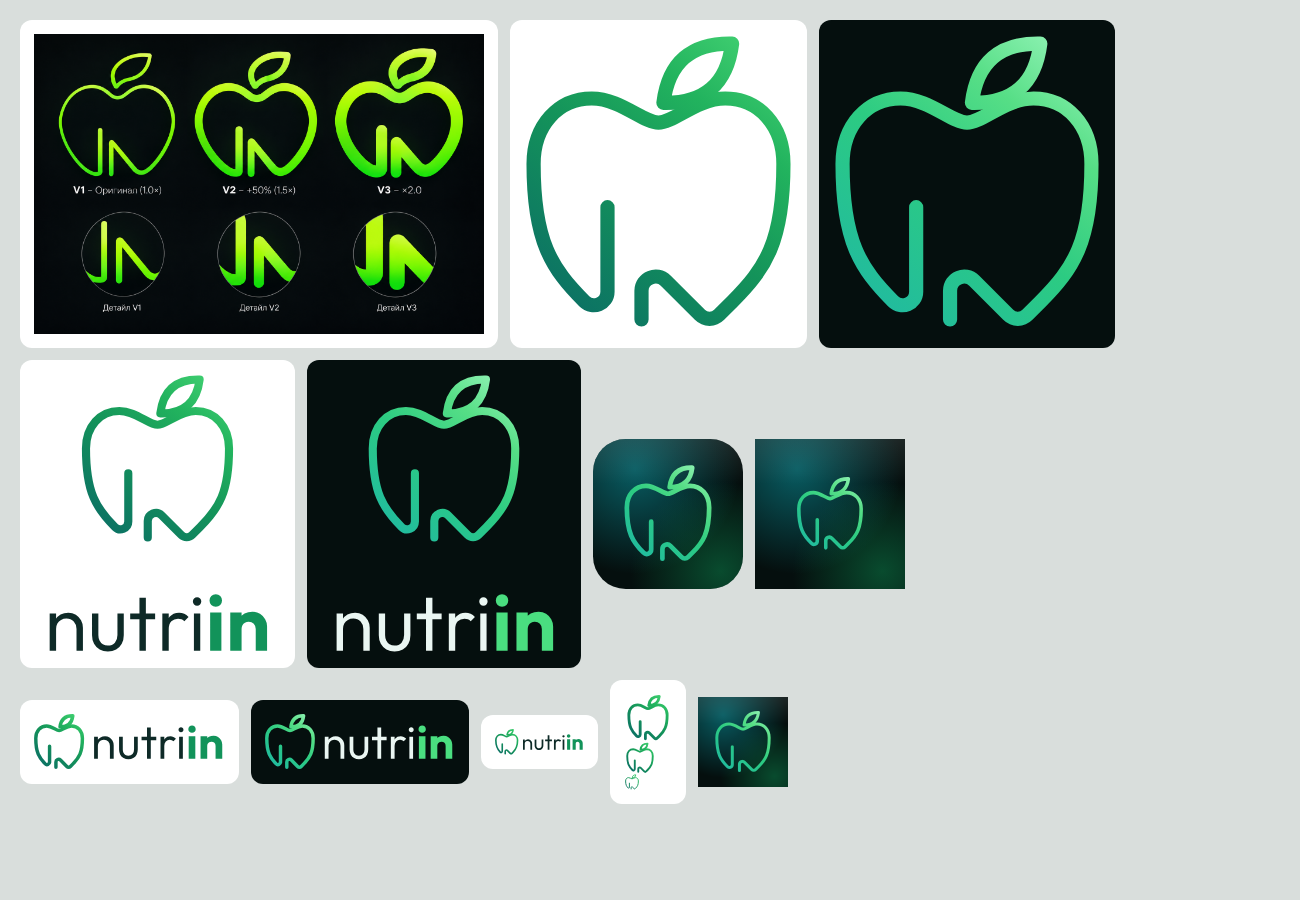 V1 – Оригинал (1.0×)
V2 – +50% (1.5×)
V3 – ×2.0
Детайл V1
Детайл V2
Детайл V3
nutriin
nutriin
nutriin
nutriin
nutriin